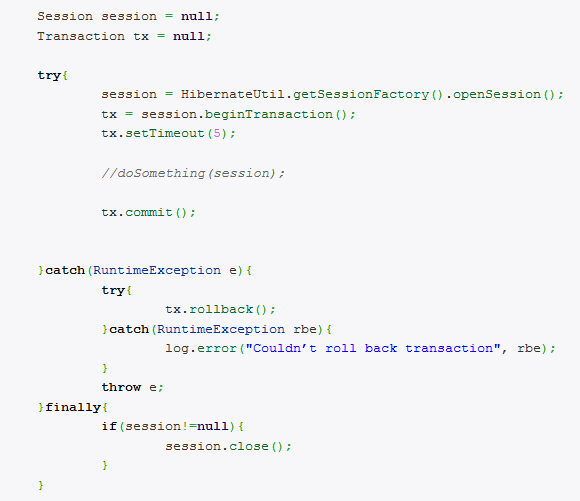 Session session = null;
Transaction tx = null;
try{
session = HibernateUtil.getSessionFactory().openSession();
tx = session.beginTransaction();
tx.setTimeout(5);
//doSomething(session);
tx.commit();
}catch(RuntimeException e){
try{
tx.rollback();
}catch(RuntimeException rbe){
log.error("Couldn’t roll back transaction", rbe);
}
throw e;
}finally{
if(session!=null){
session.close();
}
}